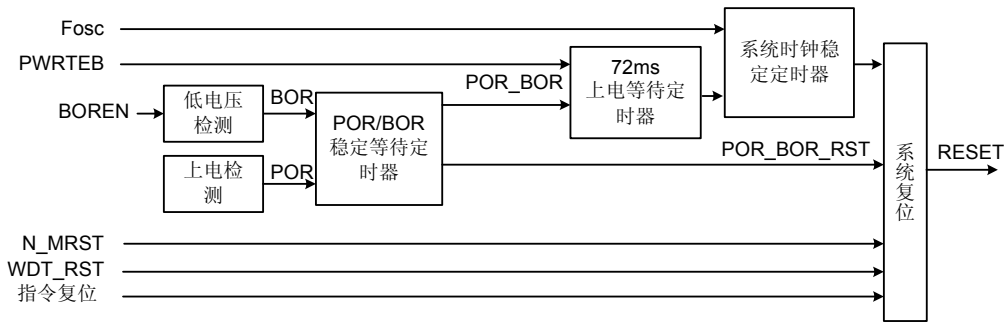 Fosc
PWRTEB
BOREN
低电压
检测
BOR
上电检
测
POR
POR/BOR
稳定等待定
时器
POR_BOR
72ms
上电等待定
时器
系统时钟稳
定定时器
POR_BOR_RST
系统复位
RESET
N_MRST
WDT_RST
指令复位